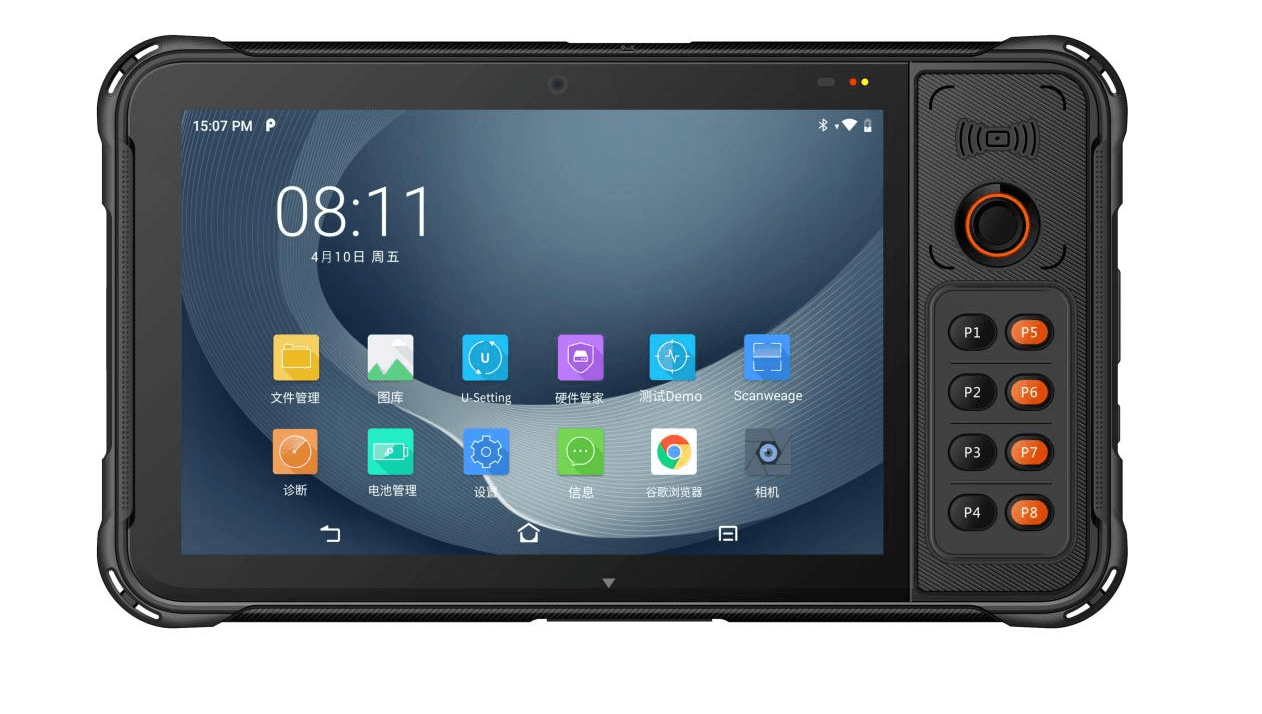 15:07 PM
08:11
4月10日 周五
文件管理 图库 U-Setting 硬件管家 测试Demo Scanweage
诊断 电池管理 设置 信息 谷歌浏览器 相机
P1 P5
P2 P6
P3 P7
P4 P8